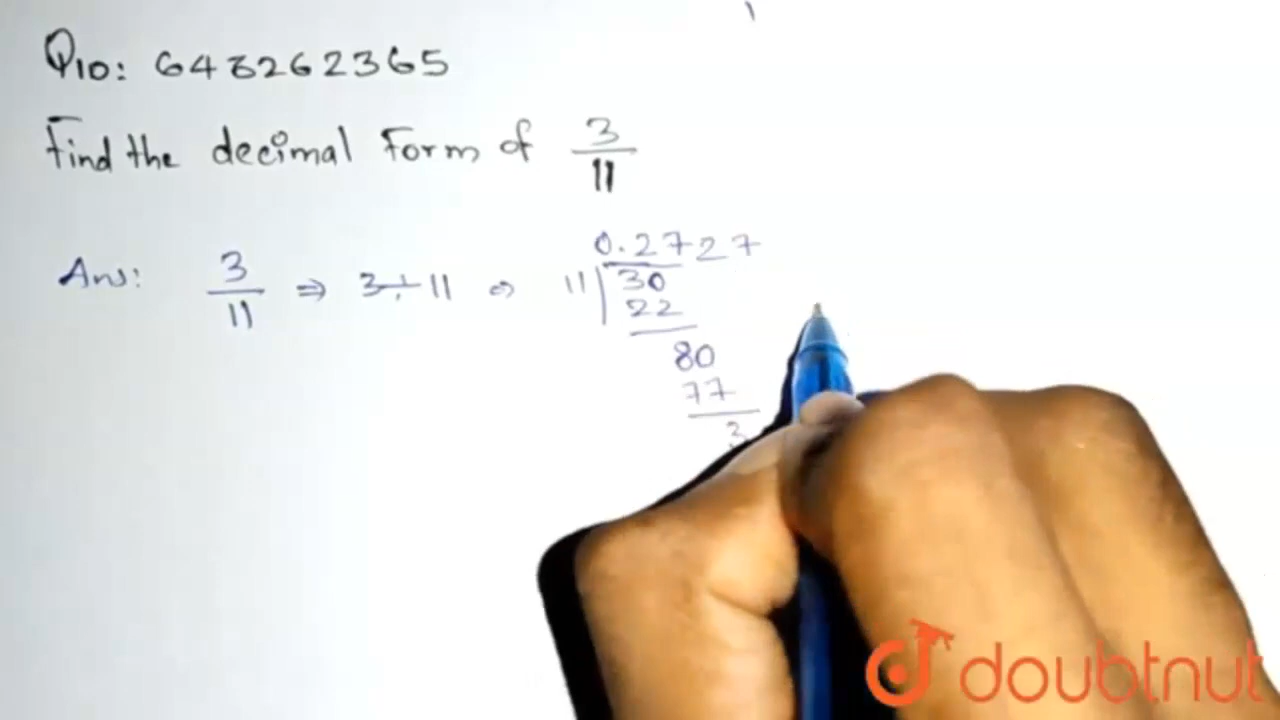 Q10: 648262365
Find the decimal form of 3/11
Ans: 3/11 ⇒ 3÷11 ⇒ 11
0.2727
30
22
80
77
3
doubtnut